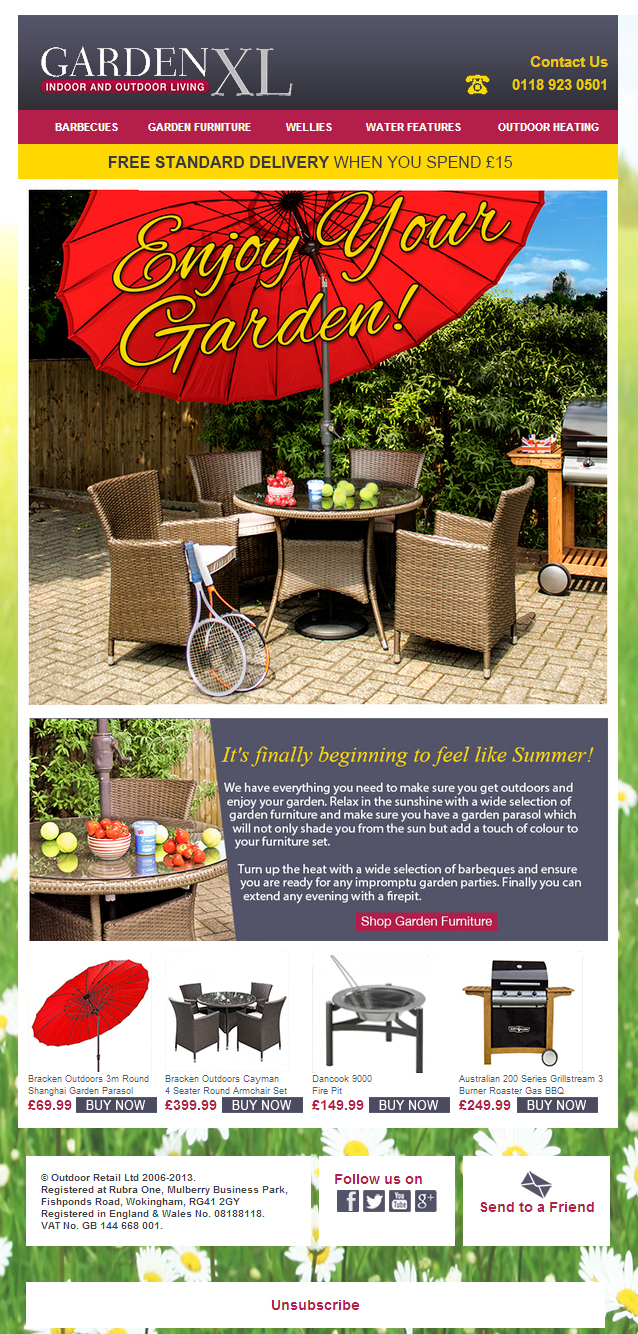 GARDEN XL
INDOOR AND OUTDOOR LIVING
Contact Us
0118 923 0501
BARBECUES GARDEN FURNITURE WELLIES WATER FEATURES OUTDOOR HEATING
FREE STANDARD DELIVERY WHEN YOU SPEND £15
Enjoy Your
Garden!
It's finally beginning to feel like Summer!
We have everything you need to make sure you get outdoors and
enjoy your garden. Relax in the sunshine with a wide selection of
garden furniture and make sure you have a garden parasol which
will not only shade you from the sun but add a touch of colour to
your furniture set.
Turn up the heat with a wide selection of barbeques and ensure
you are ready for any impromptu garden parties. Finally you can
extend any evening with a firepit.
Shop Garden Furniture
Bracken Outdoors 3m Round
Shanghai Garden Parasol
£69.99 BUY NOW
Bracken Outdoors Cayman
4 Seater Round Armchair Set
£399.99 BUY NOW
Dancook 9000
Fire Pit
£149.99 BUY NOW
Australian 200 Series Grillstream 3
Burner Roaster Gas BBQ
£249.99 BUY NOW
© Outdoor Retail Ltd 2006-2013.
Registered at Rubra One, Mulberry Business Park,
Fishponds Road, Wokingham, RG41 2GY
Registered in England & Wales No. 08188118.
VAT No. GB 144 668 001.
Follow us on
You Tube
g+
Send to a Friend
Unsubscribe